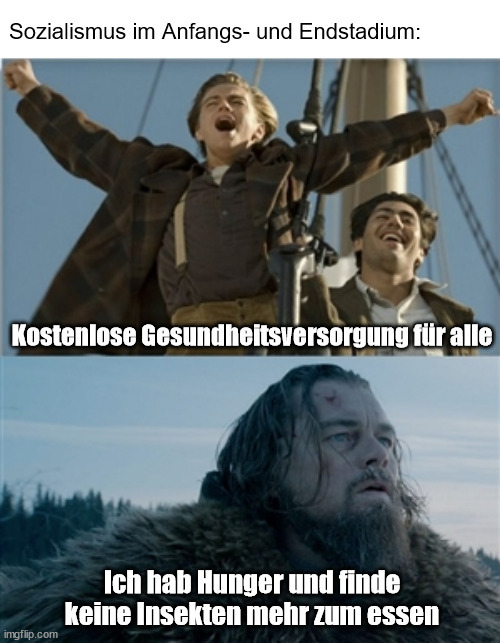 Sozialismus im Anfangs- und Endstadium:
Kostenlose Gesundheitsversorgung für alle
Ich hab Hunger und finde
keine Insekten mehr zum essen
imgflip.com